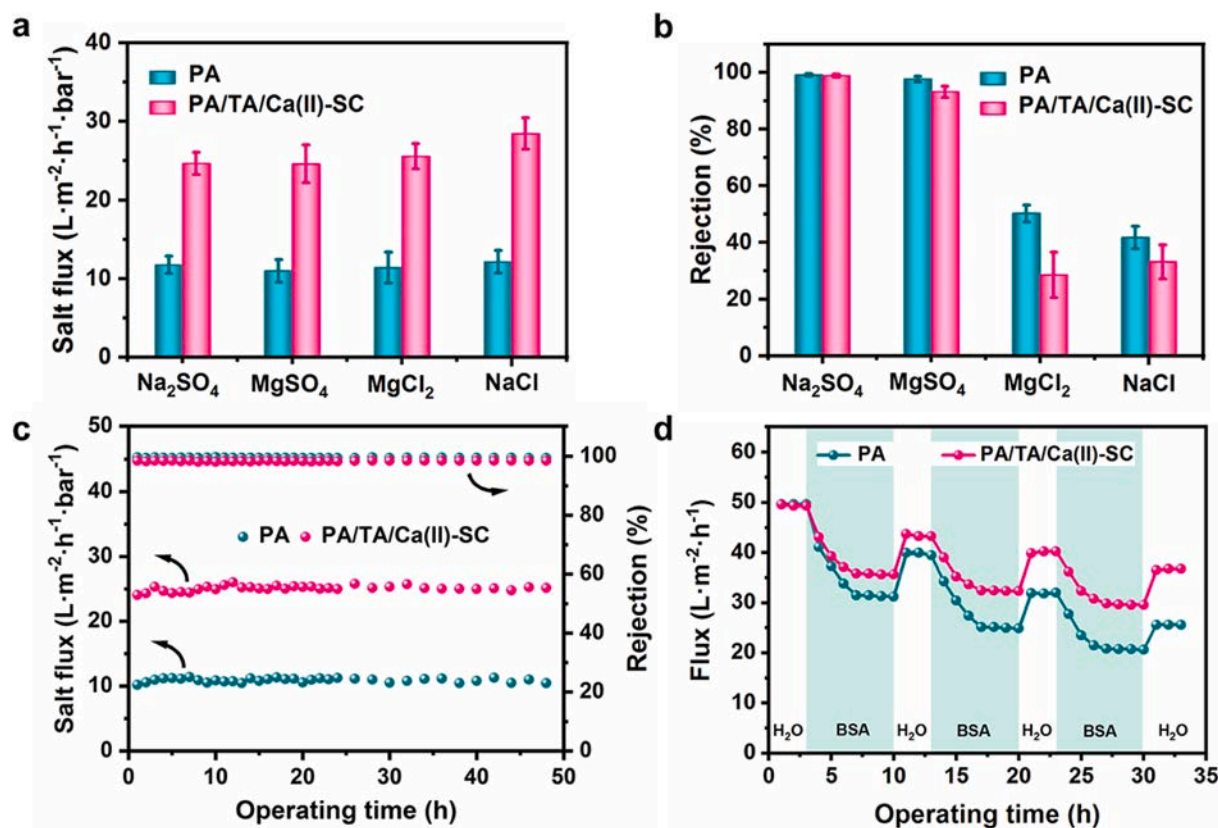 a
Salt flux (L·m⁻²·h⁻¹·bar⁻¹)
40
30
20
10
0
PA
PA/TA/Ca(II)-SC
Na₂SO₄ MgSO₄ MgCl₂ NaCl
b
Rejection (%)
100
80
60
40
20
0
PA
PA/TA/Ca(II)-SC
Na₂SO₄ MgSO₄ MgCl₂ NaCl
c
Salt flux (L·m⁻²·h⁻¹·bar⁻¹)
50
40
30
20
10
0
PA PA/TA/Ca(II)-SC
100
80
60
40
20
0
Rejection (%)
0 10 20 30 40 50
Operating time (h)
d
Flux (L·m⁻²·h⁻¹)
60
50
40
30
20
10
0
PA PA/TA/Ca(II)-SC
H₂O BSA H₂O BSA H₂O BSA H₂O
0 5 10 15 20 25 30 35
Operating time (h)